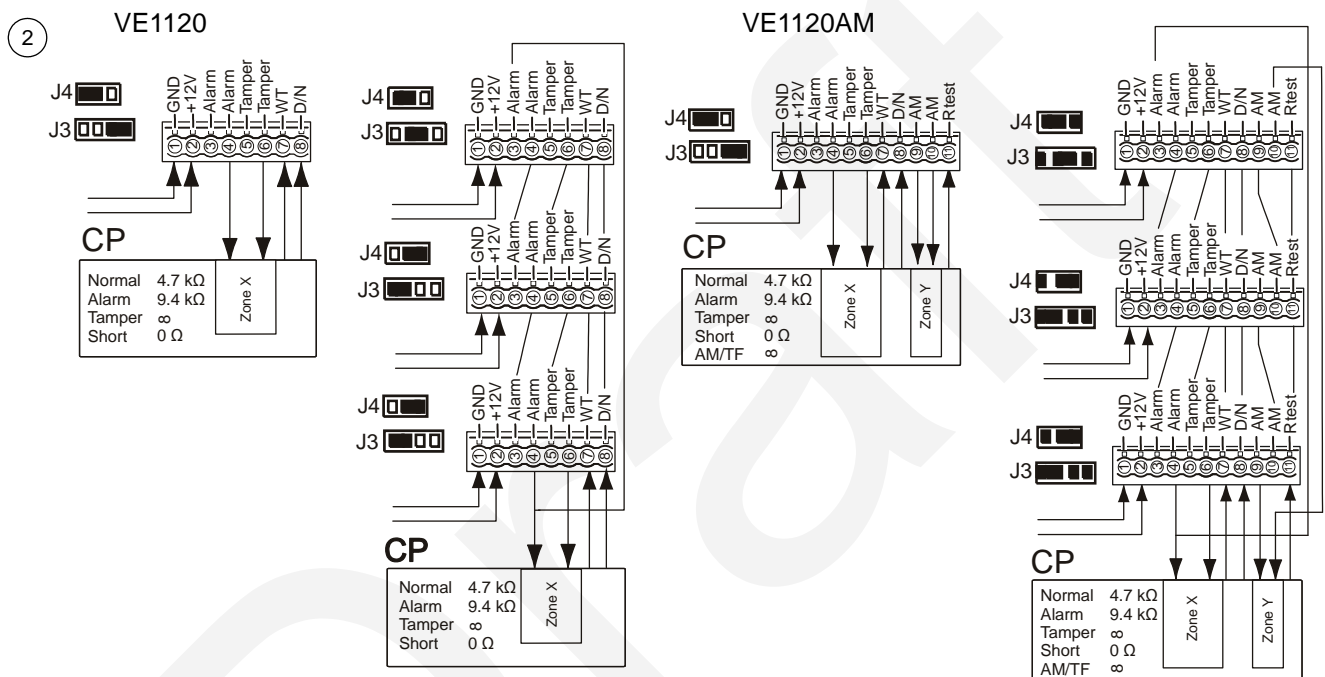 2
VE1120
J4
J3
GND
+12V
Alarm
Alarm
Tamper
Tamper
WT
D/N
1 2 3 4 5 6 7 8
CP
Normal 4.7 kΩ
Alarm 9.4 kΩ
Tamper 8
Short 0 Ω
Zone X
J4
J3
GND
+12V
Alarm
Alarm
Tamper
Tamper
WT
D/N
1 2 3 4 5 6 7 8
J4
J3
GND
+12V
Alarm
Alarm
Tamper
Tamper
WT
D/N
1 2 3 4 5 6 7 8
J4
J3
GND
+12V
Alarm
Alarm
Tamper
Tamper
WT
D/N
1 2 3 4 5 6 7 8
CP
Normal 4.7 kΩ
Alarm 9.4 kΩ
Tamper ∞
Short 0 Ω
Zone X
VE1120AM
J4
J3
GND
+12V
Alarm
Alarm
Tamper
Tamper
WT
D/N
AM
AM
Rtest
1 2 3 4 5 6 7 8 9 10 11
CP
Normal 4.7 kΩ
Alarm 9.4 kΩ
Tamper 8
Short 0 Ω
AM/TF 8
Zone X
Zone Y
J4
J3
GND
+12V
Alarm
Alarm
Tamper
Tamper
WT
D/N
AM
AM
Rtest
1 2 3 4 5 6 7 8 9 10 11
J4
J3
GND
+12V
Alarm
Alarm
Tamper
Tamper
WT
D/N
AM
AM
Rtest
1 2 3 4 5 6 7 8 9 10 11
J4
J3
GND
+12V
Alarm
Alarm
Tamper
Tamper
WT
D/N
AM
AM
Rtest
1 2 3 4 5 6 7 8 9 10 11
CP
Normal 4.7 kΩ
Alarm 9.4 kΩ
Tamper 8
Short 0 Ω
AM/TF ∞
Zone X
Zone Y